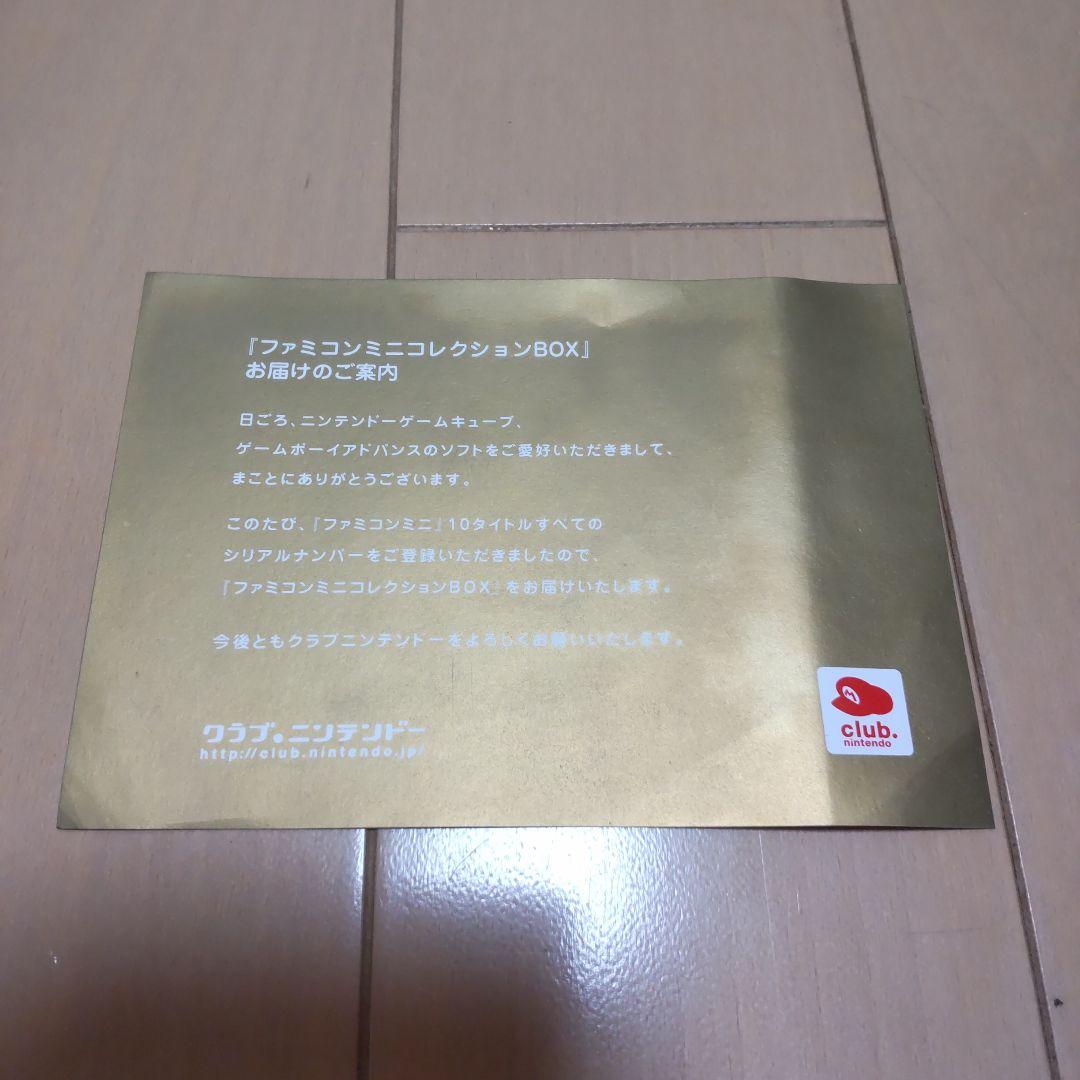 『ファミコンミニコレクションBOX』
お届けのご案内
日ごろ、ニンテンドーゲームキューブ、
ゲームボーイアドバンスのソフトをご愛好いただきまして、
まことにありがとうございます。
このたび、『ファミコンミニ』10タイトルすべての
シリアルナンバーをご登録いただきましたので、
『ファミコンミニコレクションBOX』をお届けいたします。
今後ともクラブニンテンドーをよろしくお願いいたします。
クラブ.ニンテンドー
http://club.nintendo.jp/
M
club.
nintendo